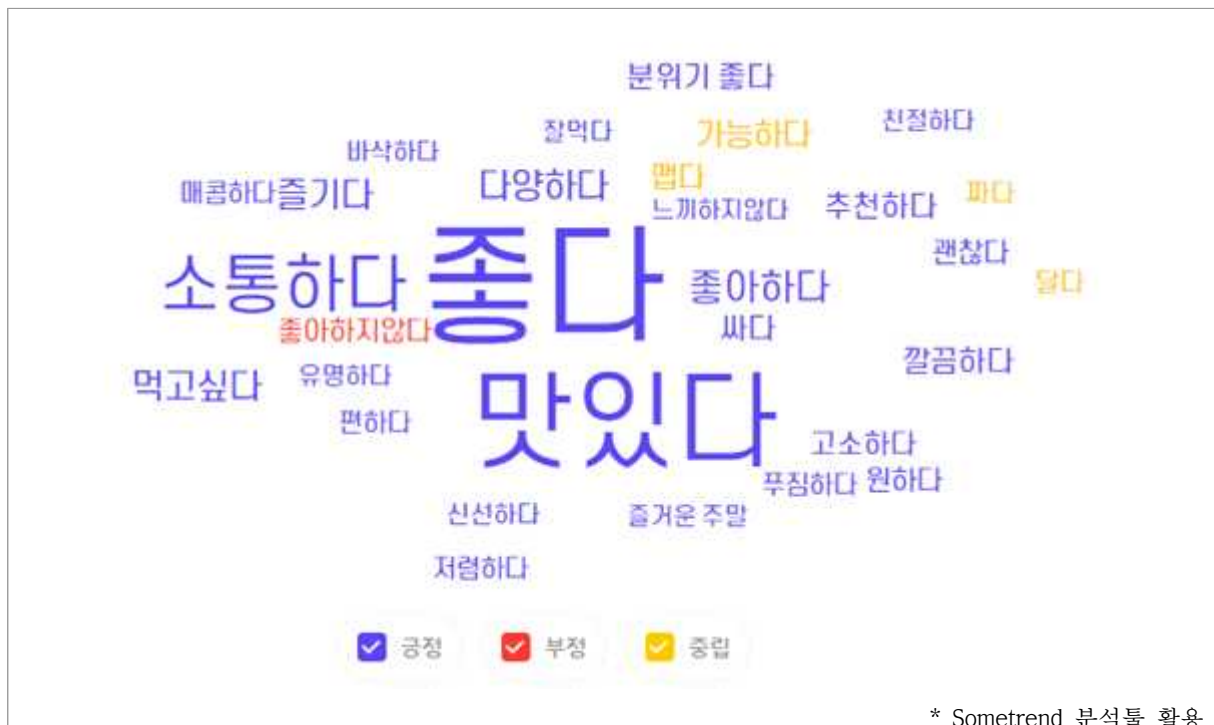 분위기 좋다
잘먹다 가능하다 친절하다
바삭하다
매콤하다 즐기다 다양하다 맵다 짜다
느끼하지않다 추천하다
소통하다 좋다 좋아하다 괜찮다 달다
좋아하지않다 싸다
먹고싶다 유명하다 깔끔하다
편하다 맛있다 고소하다
푸짐하다 원하다
신선하다 즐거운 주말
저렴하다
긍정 부정 중립
* Sometrend 분석툴 활용